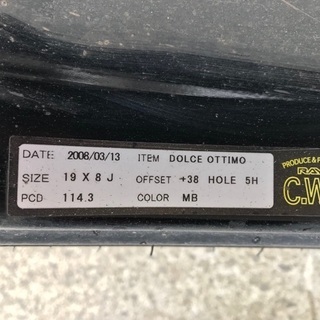 DATE 2008/03/13 ITEM DOLCE OTTIMO
SIZE 19 X 8 J OFFSET +38 HOLE 5H
PCD 114.3 COLOR MB
PRODUCE &